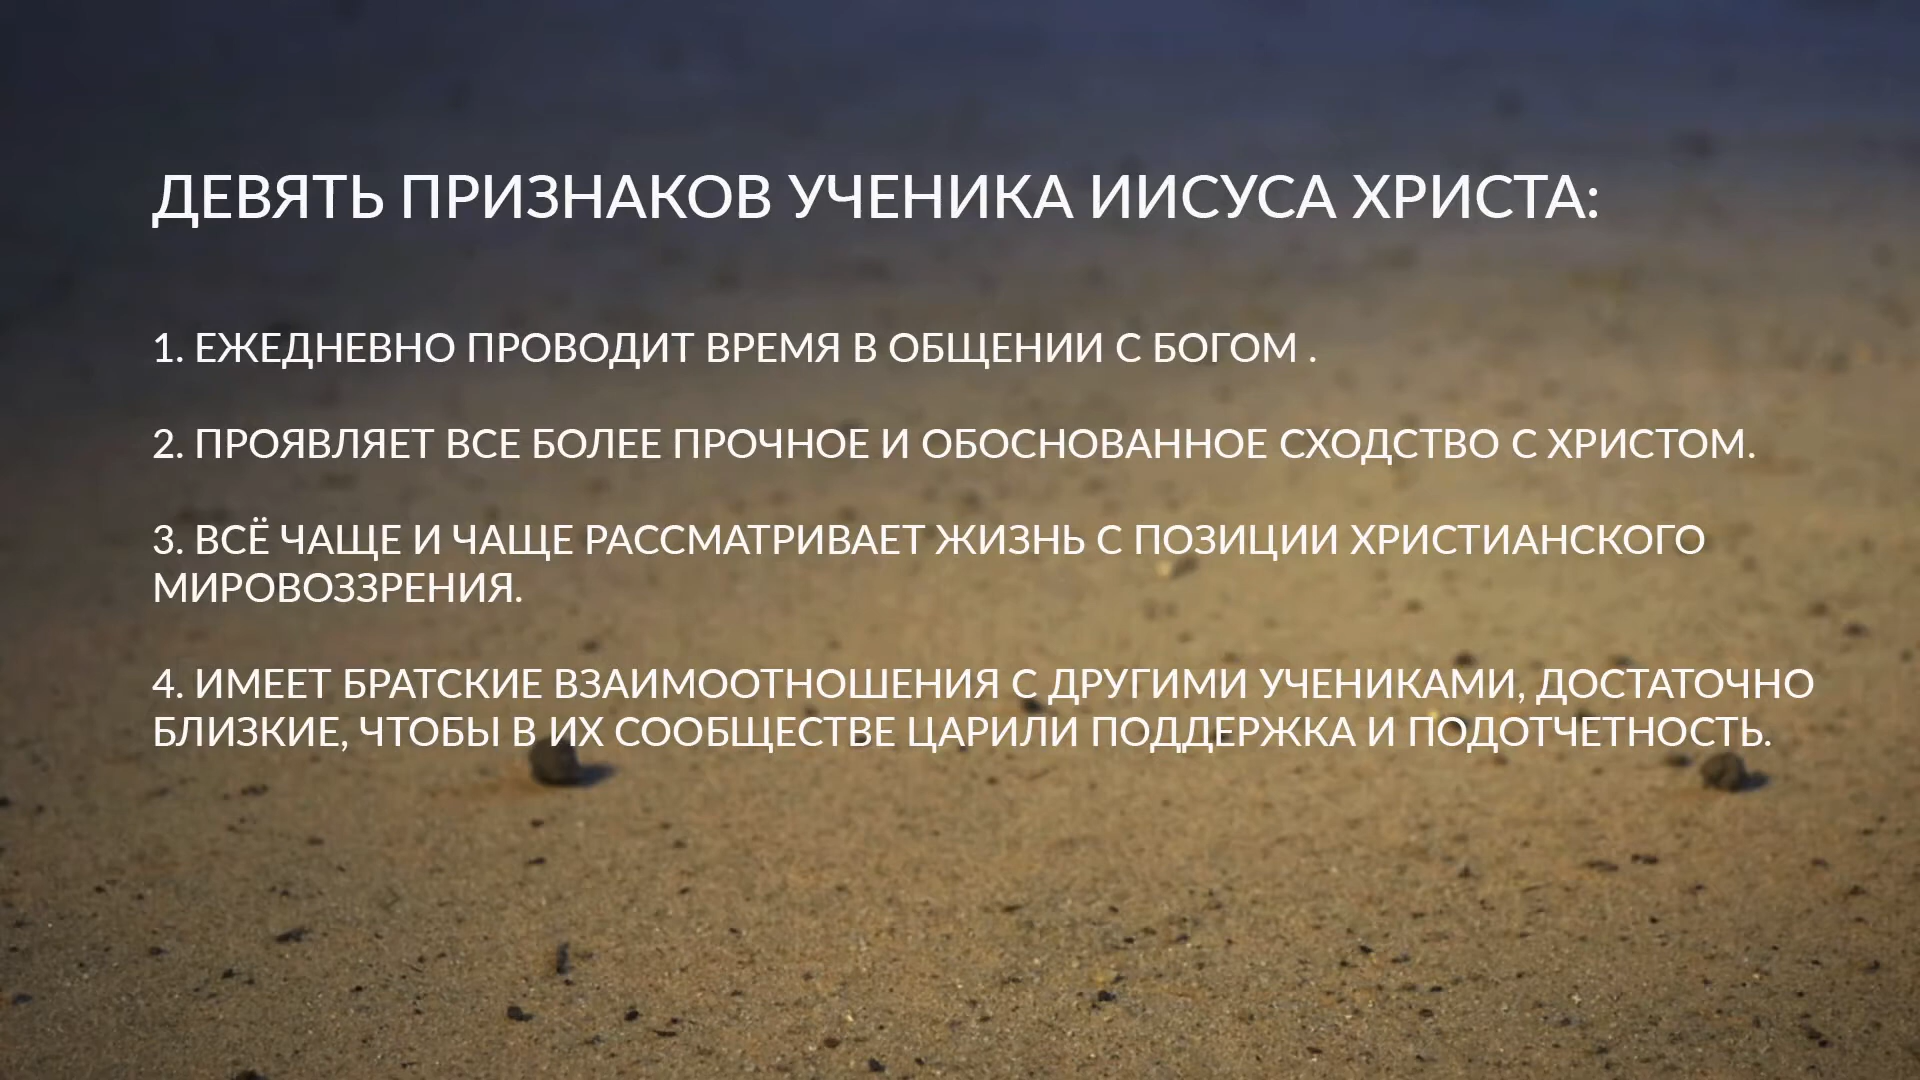 ДЕВЯТЬ ПРИЗНАКОВ УЧЕНИКА ИИСУСА ХРИСТА:
1. ЕЖЕДНЕВНО ПРОВОДИТ ВРЕМЯ В ОБЩЕНИИ С БОГОМ .
2. ПРОЯВЛЯЕТ ВСЕ БОЛЕЕ ПРОЧНОЕ И ОБОСНОВАННОЕ СХОДСТВО С ХРИСТОМ.
3. ВСЁ ЧАЩЕ И ЧАЩЕ РАССМАТРИВАЕТ ЖИЗНЬ С ПОЗИЦИИ ХРИСТИАНСКОГО
МИРОВОЗЗРЕНИЯ.
4. ИМЕЕТ БРАТСКИЕ ВЗАИМООТНОШЕНИЯ С ДРУГИМИ УЧЕНИКАМИ, ДОСТАТОЧНО
БЛИЗКИЕ, ЧТОБЫ В ИХ СООБЩЕСТВЕ ЦАРИЛИ ПОДДЕРЖКА И ПОДОТЧЕТНОСТЬ.